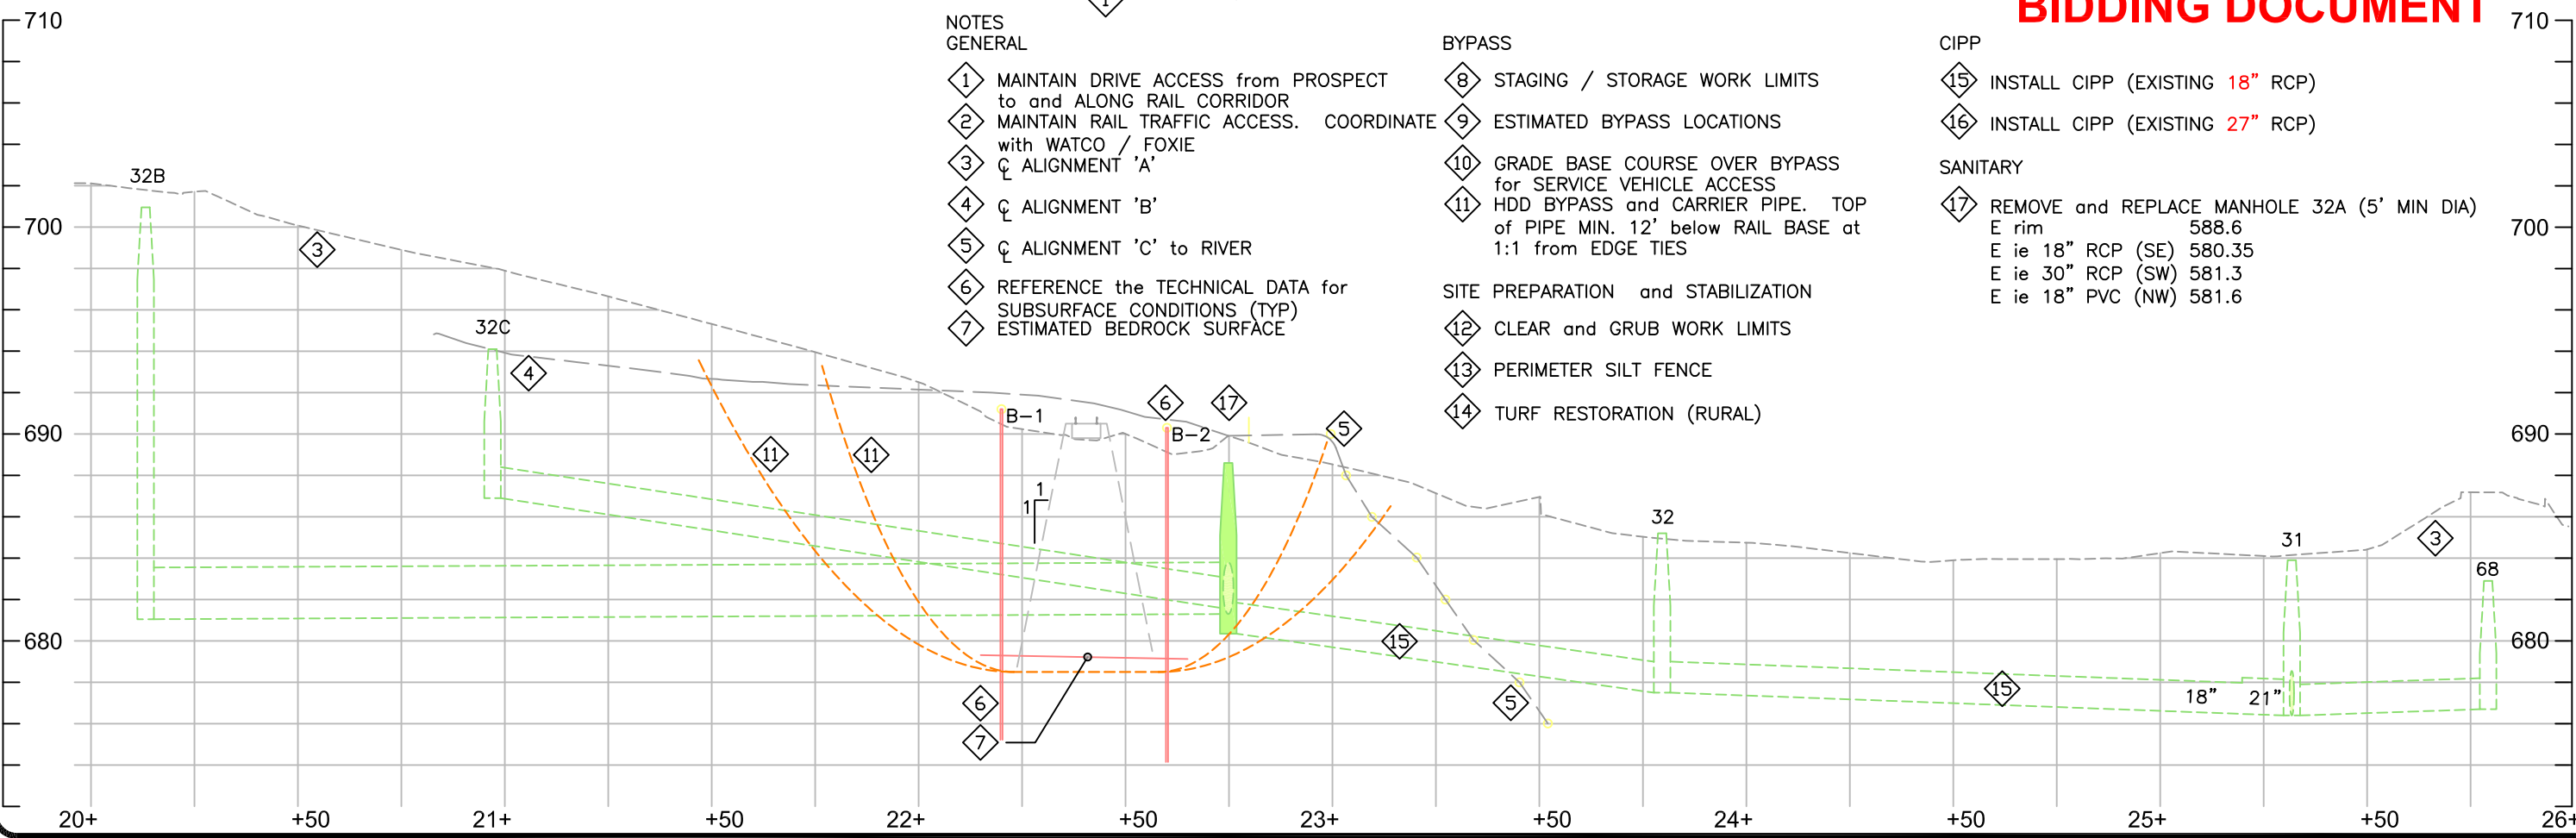 BIDDING DOCUMENT
1
NOTES
GENERAL
1 MAINTAIN DRIVE ACCESS from PROSPECT
to and ALONG RAIL CORRIDOR
2 MAINTAIN RAIL TRAFFIC ACCESS. COORDINATE
with WATCO / FOXIE
3 ℄ ALIGNMENT 'A'
4 ℄ ALIGNMENT 'B'
5 ℄ ALIGNMENT 'C' to RIVER
6 REFERENCE the TECHNICAL DATA for
SUBSURFACE CONDITIONS (TYP)
7 ESTIMATED BEDROCK SURFACE
BYPASS
8 STAGING / STORAGE WORK LIMITS
9 ESTIMATED BYPASS LOCATIONS
10 GRADE BASE COURSE OVER BYPASS
for SERVICE VEHICLE ACCESS
11 HDD BYPASS and CARRIER PIPE. TOP
of PIPE MIN. 12' below RAIL BASE at
1:1 from EDGE TIES
SITE PREPARATION and STABILIZATION
12 CLEAR and GRUB WORK LIMITS
13 PERIMETER SILT FENCE
14 TURF RESTORATION (RURAL)
CIPP
15 INSTALL CIPP (EXISTING 18" RCP)
16 INSTALL CIPP (EXISTING 27" RCP)
SANITARY
17 REMOVE and REPLACE MANHOLE 32A (5' MIN DIA)
E rim 588.6
E ie 18" RCP (SE) 580.35
E ie 30" RCP (SW) 581.3
E ie 18" PVC (NW) 581.6
710
700
690
680
710
700
690
680
32B
3
32C
4
11
11
B-1
6
B-2
17
5
1
1
32
31
3
68
15
15
18"
21"
6
7
5
20+ +50 21+ +50 22+ +50 23+ +50 24+ +50 25+ +50 26+